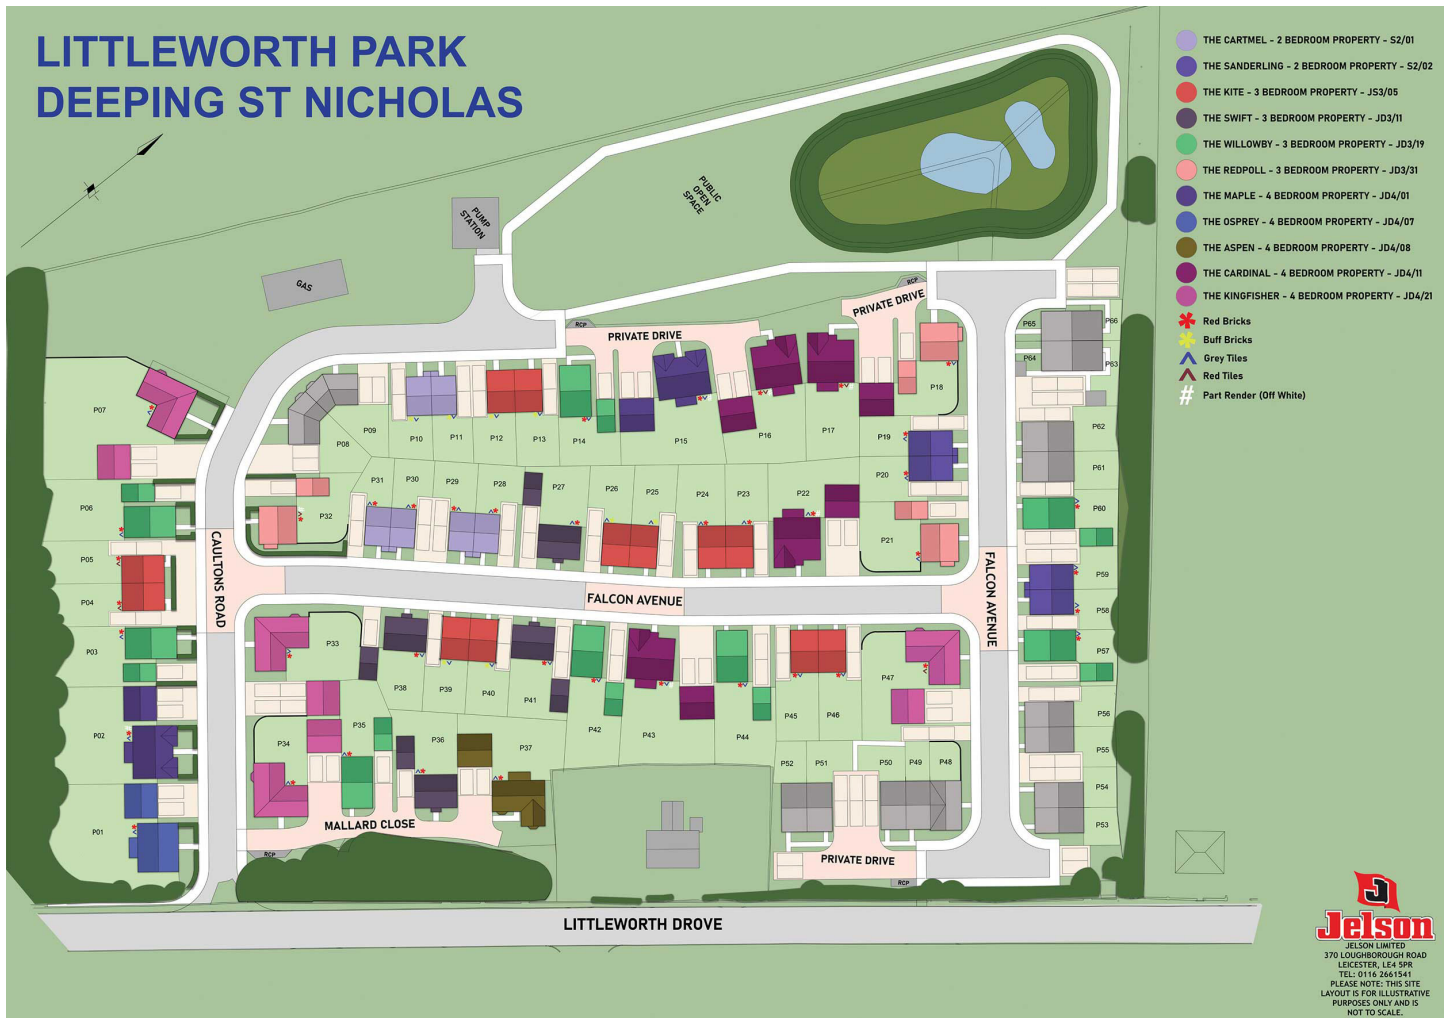 LITTLEWORTH PARK
DEEPING ST NICHOLAS
THE CARTMEL - 2 BEDROOM PROPERTY - S2/01
THE SANDERLING - 2 BEDROOM PROPERTY - S2/02
THE KITE - 3 BEDROOM PROPERTY - JS3/05
THE SWIFT - 3 BEDROOM PROPERTY - JD3/11
THE WILLOWBY - 3 BEDROOM PROPERTY - JD3/19
THE REDPOLL - 3 BEDROOM PROPERTY - JD3/31
THE MAPLE - 4 BEDROOM PROPERTY - JD4/01
THE OSPREY - 4 BEDROOM PROPERTY - JD4/07
THE ASPEN - 4 BEDROOM PROPERTY - JD4/08
THE CARDINAL - 4 BEDROOM PROPERTY - JD4/11
THE KINGFISHER - 4 BEDROOM PROPERTY - JD4/21
Red Bricks
Buff Bricks
Grey Tiles
Red Tiles
# Part Render (Off White)
PUBLIC
OPEN
SPACE
PUMP
STATION
GAS
RCP
PRIVATE DRIVE
RCP
PRIVATE DRIVE
P65
P66
P64
P63
P07
P08
P09
P10
P11
P12
P13
P14
P15
P16
P17
P18
P19
P20
P62
P61
P31
P30
P29
P28
P27
P26
P25
P24
P23
P22
P21
P32
P06
P05
P04
P03
P02
P01
P60
P59
P58
P57
P56
P55
P54
P53
CAULTONS ROAD
FALCON AVENUE
FALCON AVENUE
P33
P38
P39
P40
P41
P42
P43
P44
P45
P46
P47
P34
P35
P36
P37
P52
P51
P50
P49
P48
MALLARD CLOSE
RCP
PRIVATE DRIVE
RCP
LITTLEWORTH DROVE
J
Jelson
JELSON LIMITED
370 LOUGHBOROUGH ROAD
LEICESTER, LE4 5PR
TEL: 0116 2661541
PLEASE NOTE: THIS SITE
LAYOUT IS FOR ILLUSTRATIVE
PURPOSES ONLY AND IS
NOT TO SCALE.